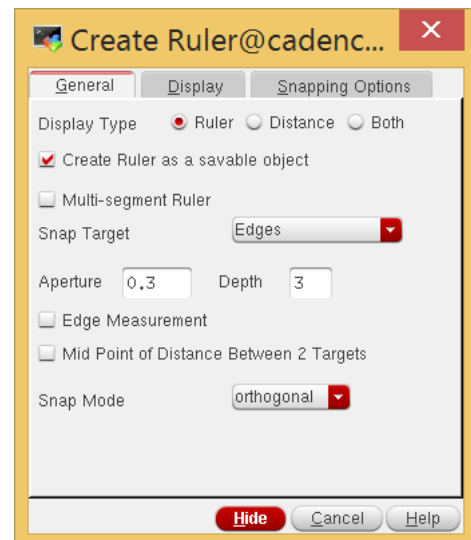 Create Ruler@cadenc...
General Display Snapping Options
Display Type Ruler Distance Both
Create Ruler as a savable object
Multi-segment Ruler
Snap Target Edges
Aperture 0.3 Depth 3
Edge Measurement
Mid Point of Distance Between 2 Targets
Snap Mode orthogonal
Hide Cancel Help